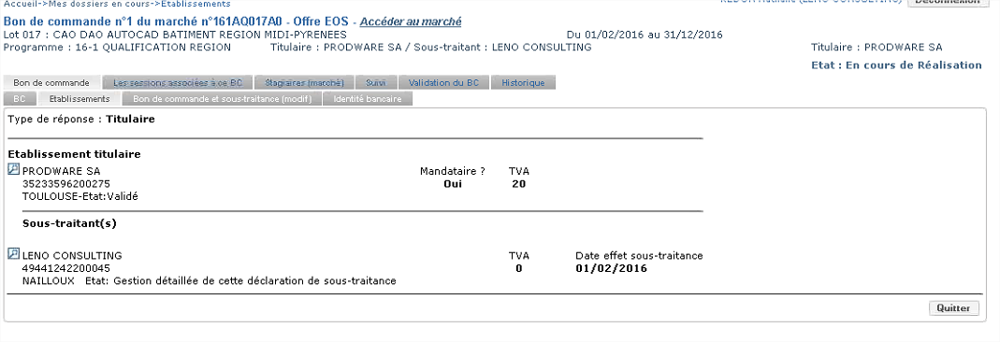 Accueil->Mes dossiers en cours->Etablissements
(LENO CONSULTING) Deconnexion
Bon de commande n°1 du marché n°161AQ017A0 - Offre EOS - Accéder au marché
Lot 017 : CAO DAO AUTOCAD BATIMENT REGION MIDI-PYRENEES Du 01/02/2016 au 31/12/2016
Programme : 16-1 QUALIFICATION REGION Titulaire : PRODWARE SA / Sous-traitant : LENO CONSULTING Titulaire : PRODWARE SA
Etat : En cours de Réalisation
Bon de commande Les sessions associées à ce BC Stagiaires (marché) Suivi Validation du BC Historique
BC Etablissements Bon de commande et sous-traitance (modif) Identité bancaire
Type de réponse : Titulaire
Etablissement titulaire
PRODWARE SA Mandataire ? TVA
35233596200275 Oui 20
TOULOUSE-Etat:Validé
Sous-traitant(s)
LENO CONSULTING TVA Date effet sous-traitance
49441242200045 0 01/02/2016
NAILLOUX Etat: Gestion détaillée de cette déclaration de sous-traitance
Quitter